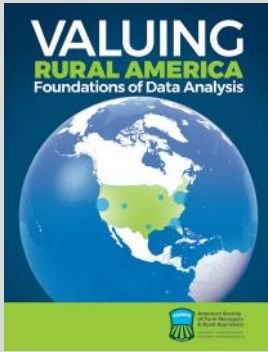 VALUING
RURAL AMERICA
Foundations of Data Analysis
American Society
of Farm Managers
& Rural Appraisers